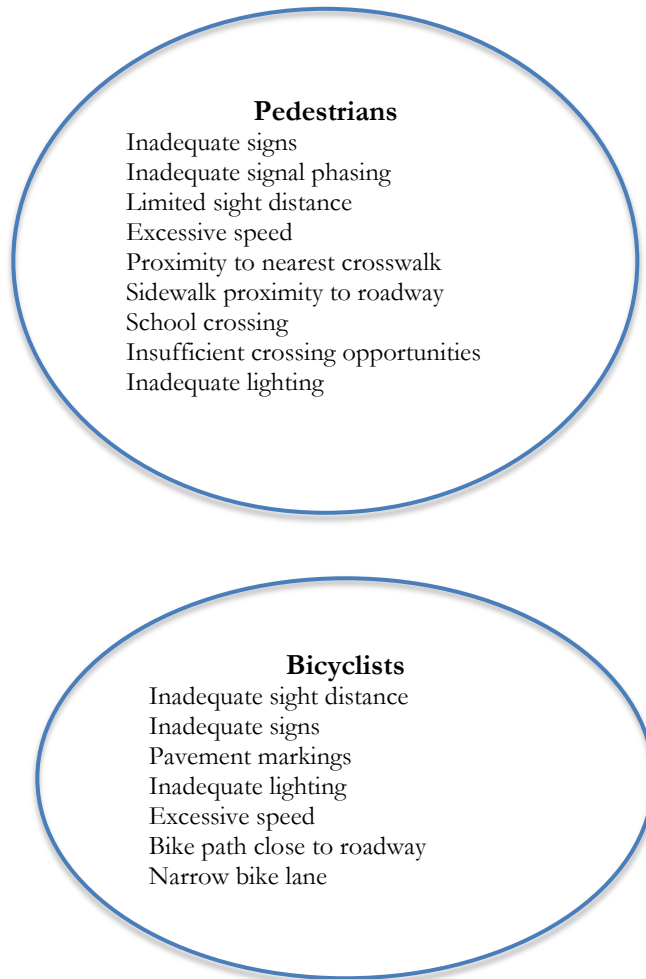 Pedestrians
Inadequate signs
Inadequate signal phasing
Limited sight distance
Excessive speed
Proximity to nearest crosswalk
Sidewalk proximity to roadway
School crossing
Insufficient crossing opportunities
Inadequate lighting
Bicyclists
Inadequate sight distance
Inadequate signs
Pavement markings
Inadequate lighting
Excessive speed
Bike path close to roadway
Narrow bike lane